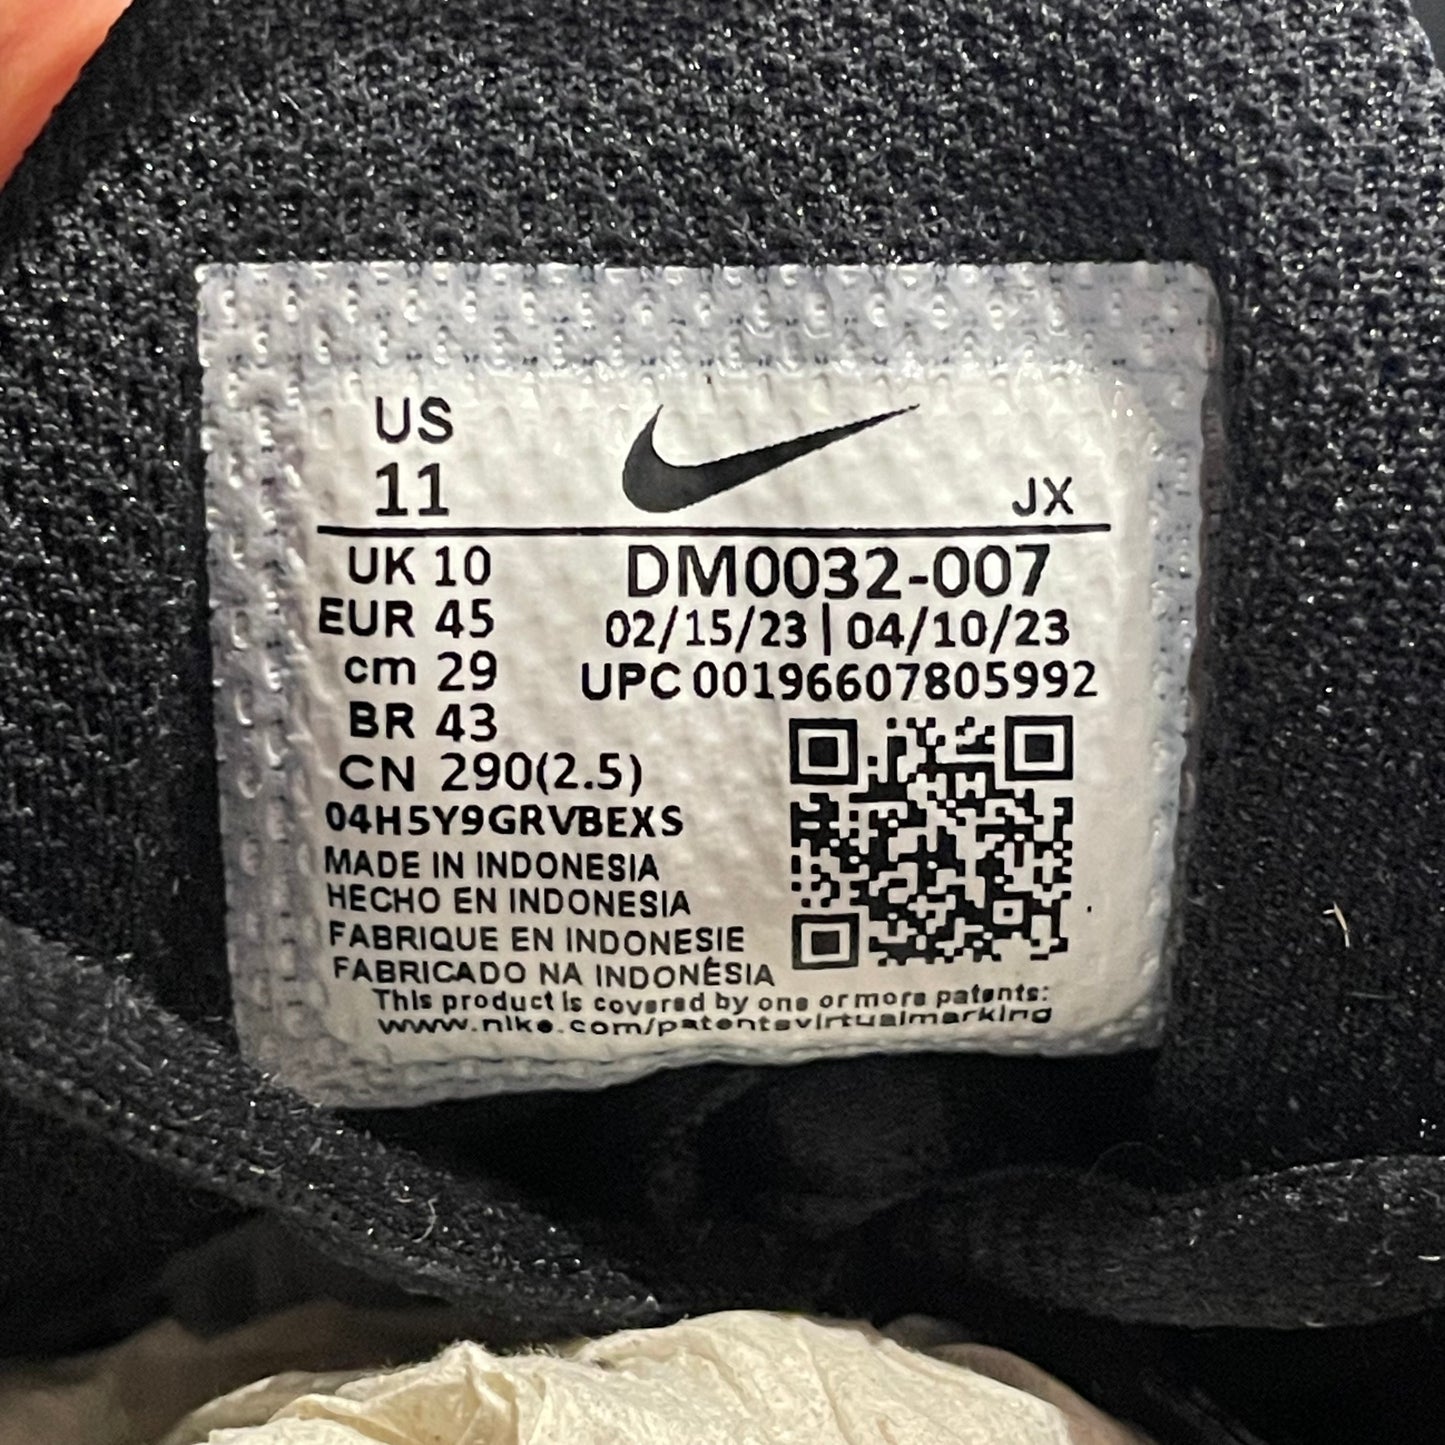 US
11
JX
UK 10
EUR 45
cm 29
BR 43
CN 290(2.5)
DM0032-007
02/15/23 | 04/10/23
UPC 00196607805992
04H5Y9GRVBEXS
MADE IN INDONESIA
HECHO EN INDONESIA
FABRIQUE EN INDONESIE
FABRICADO NA INDONÉSIA
This product is covered by one or more patents:
www.nike.com/patentsvirtualmarking